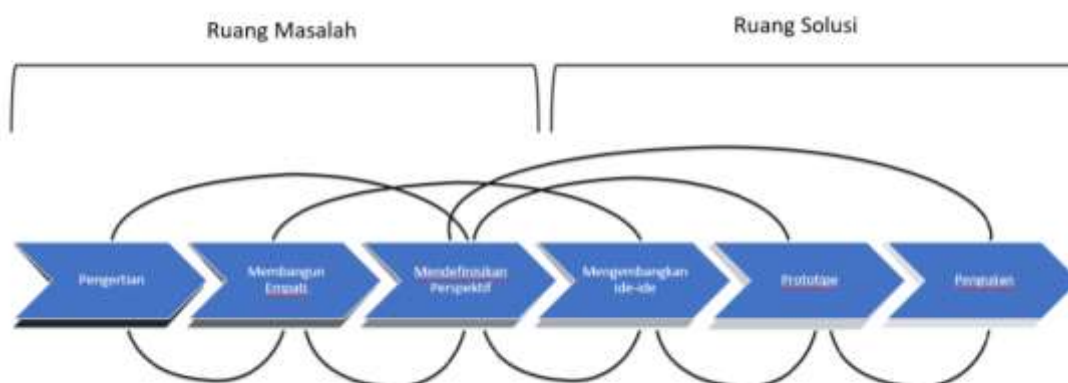 Ruang Masalah
Ruang Solusi
Pengertian
Membangun
Empati
Mendefinisikan
Perspektif
Mengembangkan
ide-ide
Prototipe
Pengujian